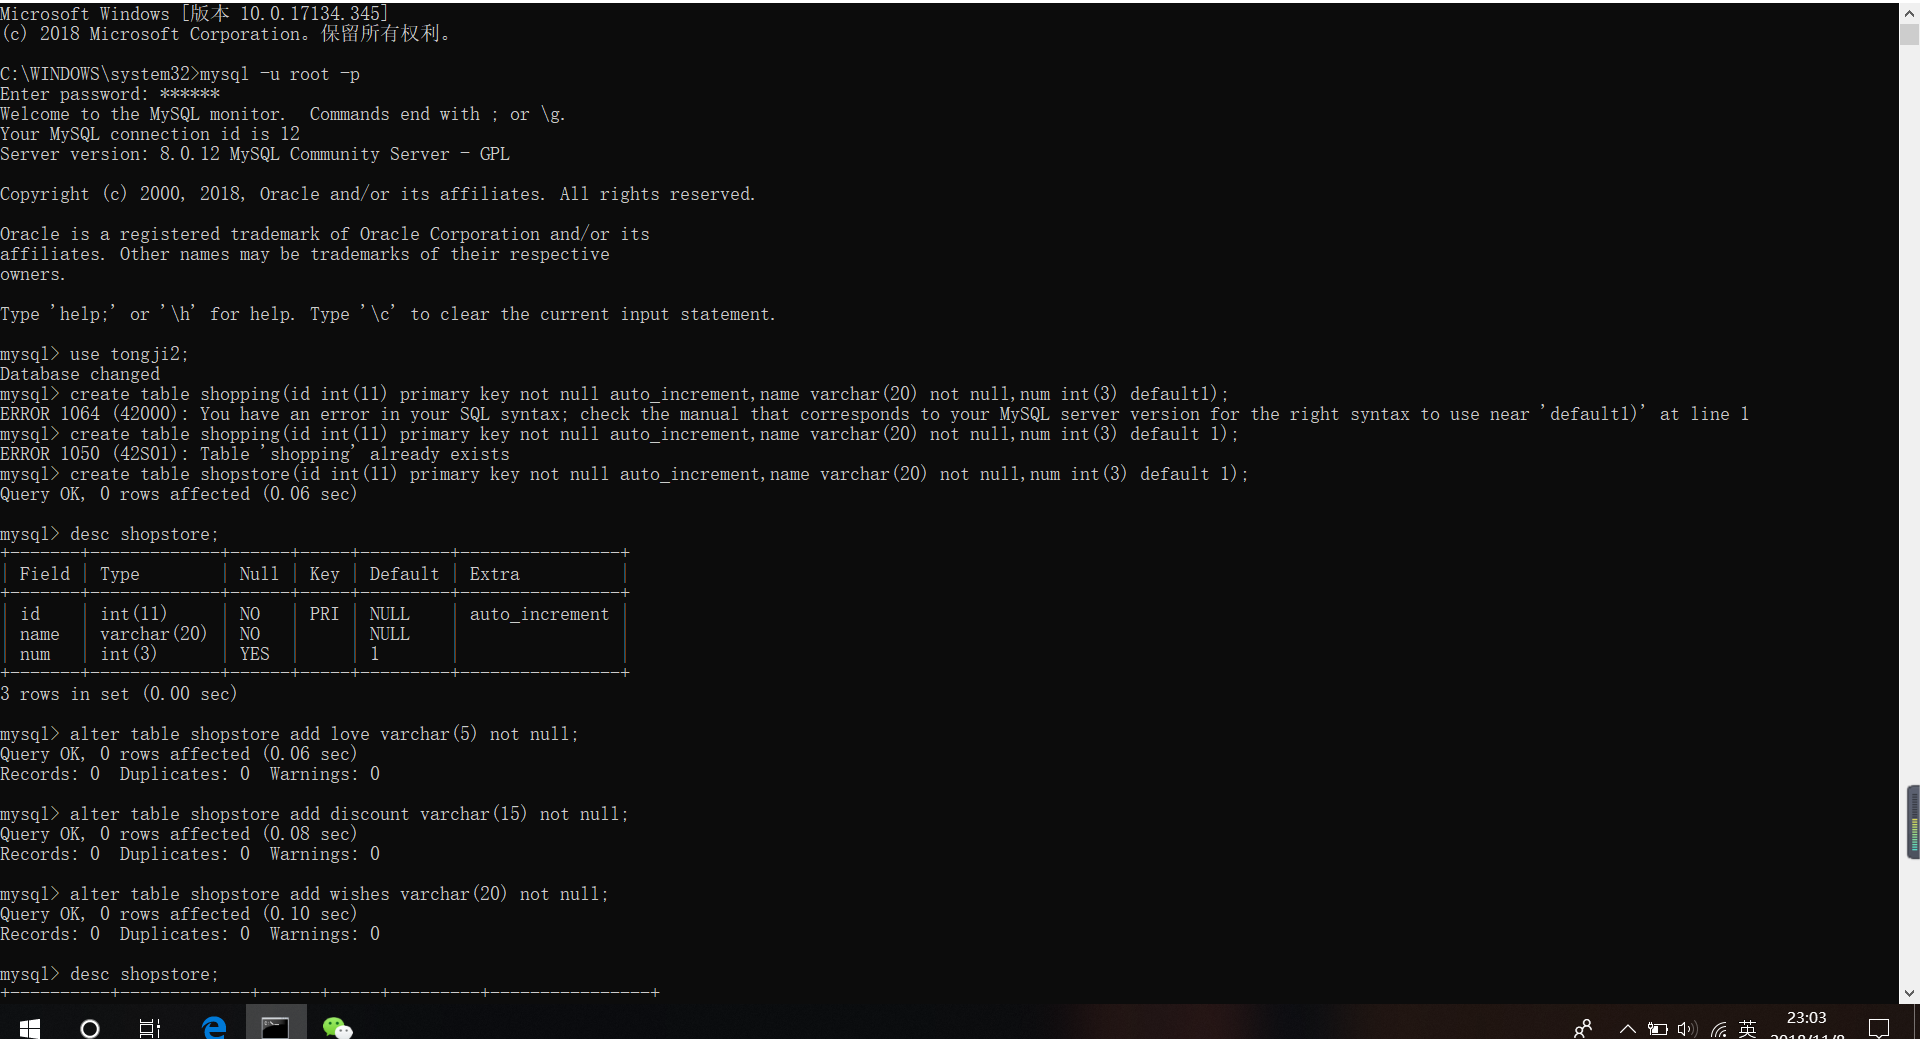 Microsoft Windows [版本 10.0.17134.345]
(c) 2018 Microsoft Corporation。保留所有权利。
C:\WINDOWS\system32>mysql -u root -p
Enter password: ******
Welcome to the MySQL monitor.  Commands end with ; or \g.
Your MySQL connection id is 12
Server version: 8.0.12 MySQL Community Server - GPL
Copyright (c) 2000, 2018, Oracle and/or its affiliates. All rights reserved.
Oracle is a registered trademark of Oracle Corporation and/or its
affiliates. Other names may be trademarks of their respective
owners.
Type 'help;' or '\h' for help. Type '\c' to clear the current input statement.
mysql> use tongji2;
Database changed
mysql> create table shopping(id int(11) primary key not null auto_increment,name varchar(20) not null,num int(3) default1);
ERROR 1064 (42000): You have an error in your SQL syntax; check the manual that corresponds to your MySQL server version for the right syntax to use near 'default1)' at line 1
mysql> create table shopping(id int(11) primary key not null auto_increment,name varchar(20) not null,num int(3) default 1);
ERROR 1050 (42S01): Table 'shopping' already exists
mysql> create table shopstore(id int(11) primary key not null auto_increment,name varchar(20) not null,num int(3) default 1);
Query OK, 0 rows affected (0.06 sec)
mysql> desc shopstore;
+-------+-------------+------+-----+---------+----------------+
| Field | Type        | Null | Key | Default | Extra          |
+-------+-------------+------+-----+---------+----------------+
| id    | int(11)     | NO   | PRI | NULL    | auto_increment |
| name  | varchar(20) | NO   |     | NULL    |                |
| num   | int(3)      | YES  |     | 1       |                |
+-------+-------------+------+-----+---------+----------------+
3 rows in set (0.00 sec)
mysql> alter table shopstore add love varchar(5) not null;
Query OK, 0 rows affected (0.06 sec)
Records: 0  Duplicates: 0  Warnings: 0
mysql> alter table shopstore add discount varchar(15) not null;
Query OK, 0 rows affected (0.08 sec)
Records: 0  Duplicates: 0  Warnings: 0
mysql> alter table shopstore add wishes varchar(20) not null;
Query OK, 0 rows affected (0.10 sec)
Records: 0  Duplicates: 0  Warnings: 0
mysql> desc shopstore;
+----------+-------------+------+-----+---------+----------------+
英
23:03